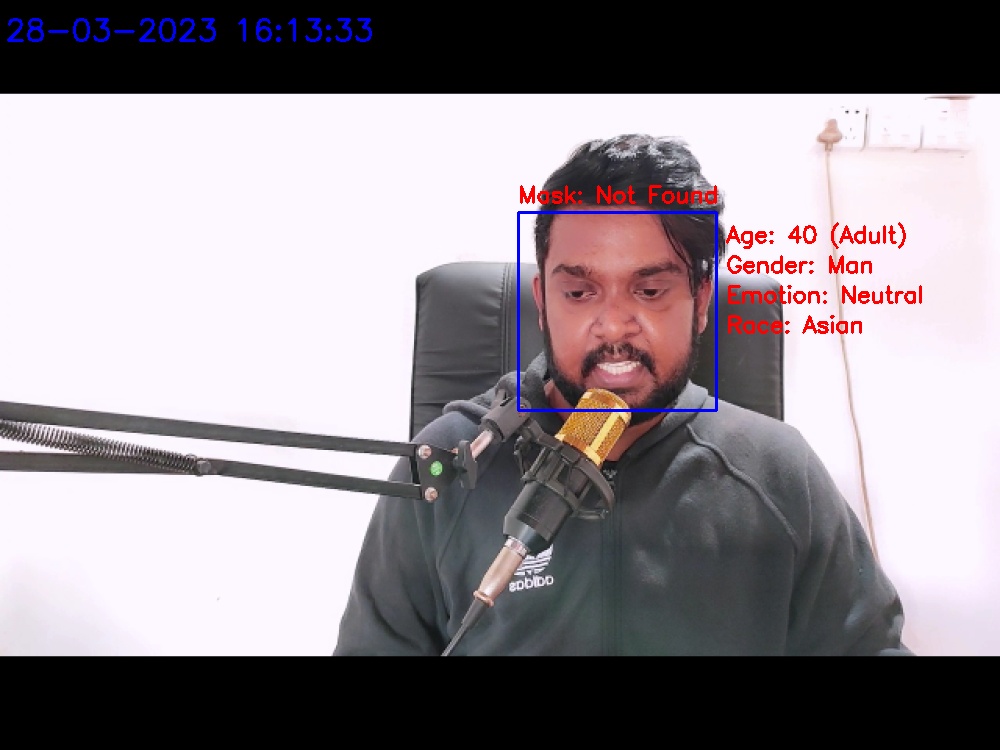 28-03-2023 16:13:33
Mask: Not Found
Age: 40 (Adult)
Gender: Man
Emotion: Neutral
Race: Asian
adidas